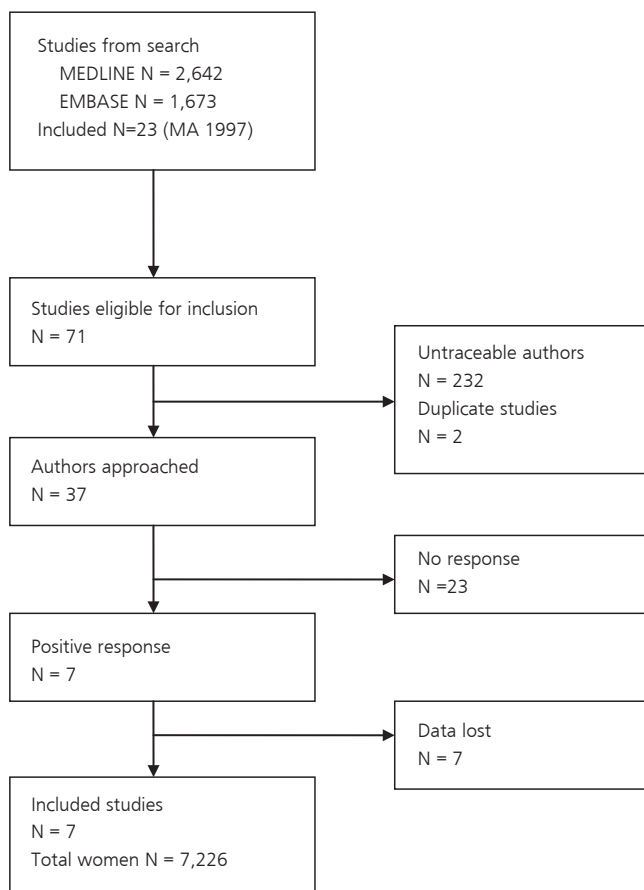 Studies from search
MEDLINE N = 2,642
EMBASE N = 1,673
Included N=23 (MA 1997)
Studies eligible for inclusion
N = 71
Untraceable authors
N = 232
Duplicate studies
N = 2
Authors approached
N = 37
No response
N =23
Positive response
N = 7
Data lost
N = 7
Included studies
N = 7
Total women N = 7,226